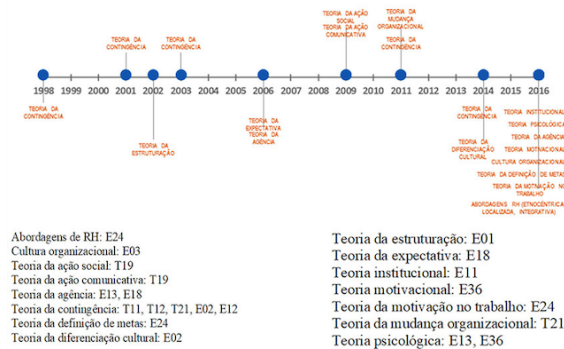 TEORIA DA AÇÃO
SOCIAL
TEORIA DA AÇÃO
COMUNICATIVA
TEORIA DA
MUDANÇA
ORGANIZACIONAL
TEORIA DA
CONTINGÊNCIA
TEORIA DA
CONTINGÊNCIA
TEORIA DA
CONTINGÊNCIA
1998 1999 2000 2001 2002 2003 2004 2005 2006 2007 2008 2009 2010 2011 2012 2013 2014 2015 2016
TEORIA DA
CONTINGÊNCIA
TEORIA DA
ESTRUTURAÇÃO
TEORIA DA
EXPECTATIVA
TEORIA DA
AGÊNCIA
TEORIA DA
CONTINGÊNCIA
TEORIA DA
DIFERENCIAÇÃO
CULTURAL
TEORIA INSTITUCIONAL
TEORIA PSICOLÓGICA
TEORIA DA AGÊNCIA
TEORIA MOTIVACIONAL
CULTURA ORGANIZACIONAL
TEORIA DA DEFINIÇÃO DE METAS
TEORIA DA MOTIVAÇÃO NO
TRABALHO
ABORDAGENS RH (ETNOCÊNTRICA,
LOCALIZADA, INTEGRATIVA)
Abordagens de RH: E24
Cultura organizacional: E03
Teoria da ação social: T19
Teoria da ação comunicativa: T19
Teoria da agência: E13, E18
Teoria da contingência: T11, T12, T21, E02, E12
Teoria da definição de metas: E24
Teoria da diferenciação cultural: E02
Teoria da estruturação: E01
Teoria da expectativa: E18
Teoria institucional: E11
Teoria motivacional: E36
Teoria da motivação no trabalho: E24
Teoria da mudança organizacional: T21
Teoria psicológica: E13, E36